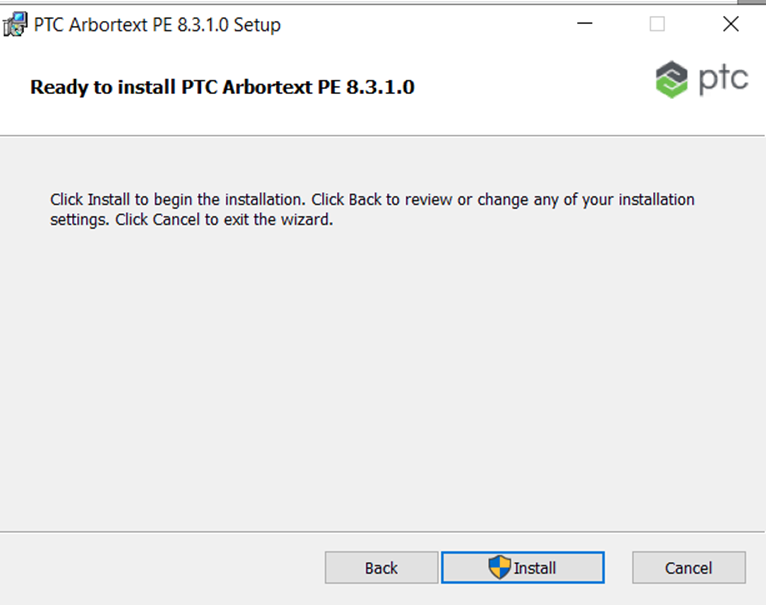 PTC Arbortext PE 8.3.1.0 Setup
Ready to install PTC Arbortext PE 8.3.1.0
ptc
Click Install to begin the installation. Click Back to review or change any of your installation
settings. Click Cancel to exit the wizard.
Back
Install
Cancel